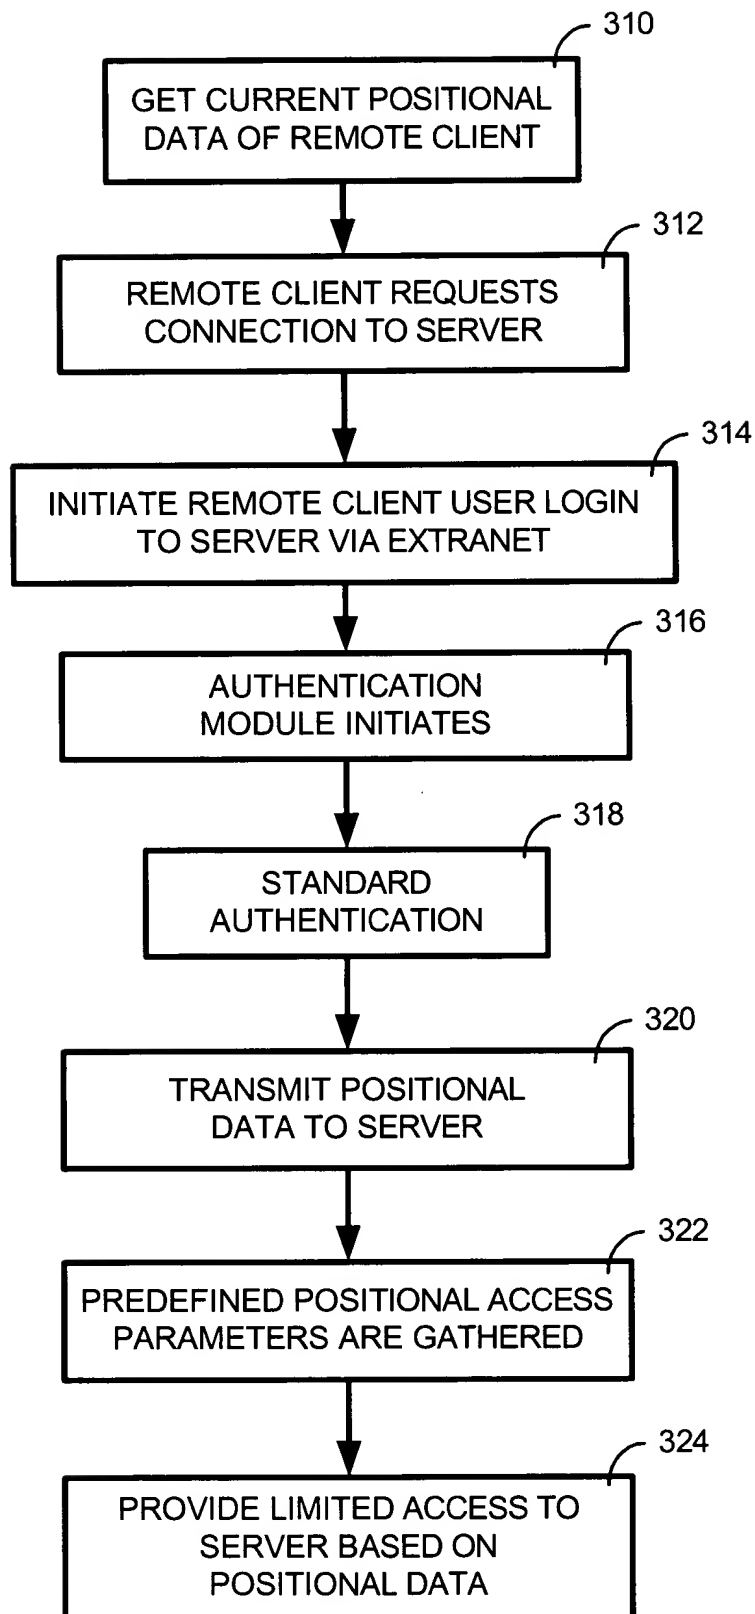 310
GET CURRENT POSITIONAL
DATA OF REMOTE CLIENT
312
REMOTE CLIENT REQUESTS
CONNECTION TO SERVER
314
INITIATE REMOTE CLIENT USER LOGIN
TO SERVER VIA EXTRANET
316
AUTHENTICATION
MODULE INITIATES
318
STANDARD
AUTHENTICATION
320
TRANSMIT POSITIONAL
DATA TO SERVER
322
PREDEFINED POSITIONAL ACCESS
PARAMETERS ARE GATHERED
324
PROVIDE LIMITED ACCESS TO
SERVER BASED ON
POSITIONAL DATA